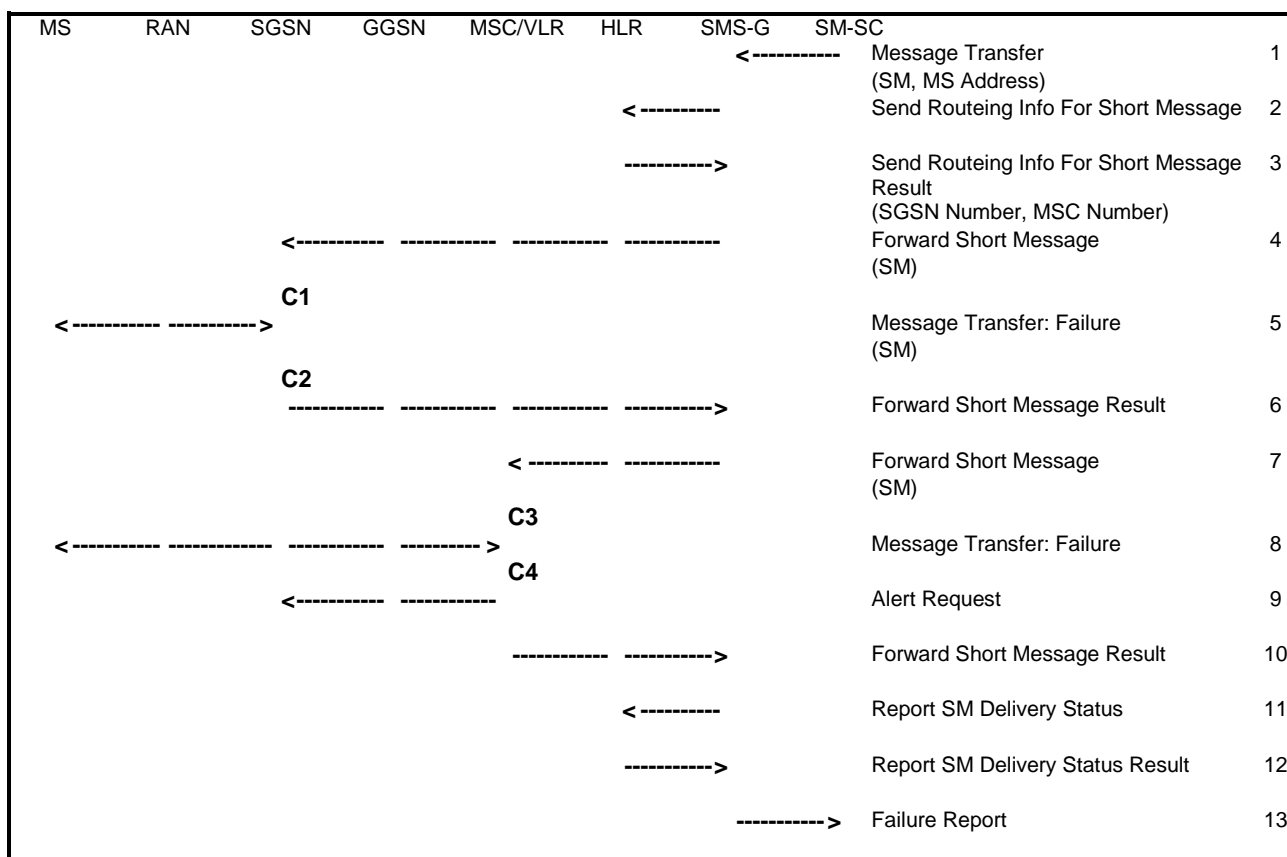 MS RAN SGSN GGSN MSC/VLR HLR SMS-G SM-SC
Message Transfer 1
(SM, MS Address)
Send Routeing Info For Short Message 2
Send Routeing Info For Short Message 3
Result
(SGSN Number, MSC Number)
Forward Short Message 4
(SM)
C1
Message Transfer: Failure 5
(SM)
C2
Forward Short Message Result 6
Forward Short Message 7
(SM)
C3
Message Transfer: Failure 8
C4
Alert Request 9
Forward Short Message Result 10
Report SM Delivery Status 11
Report SM Delivery Status Result 12
Failure Report 13